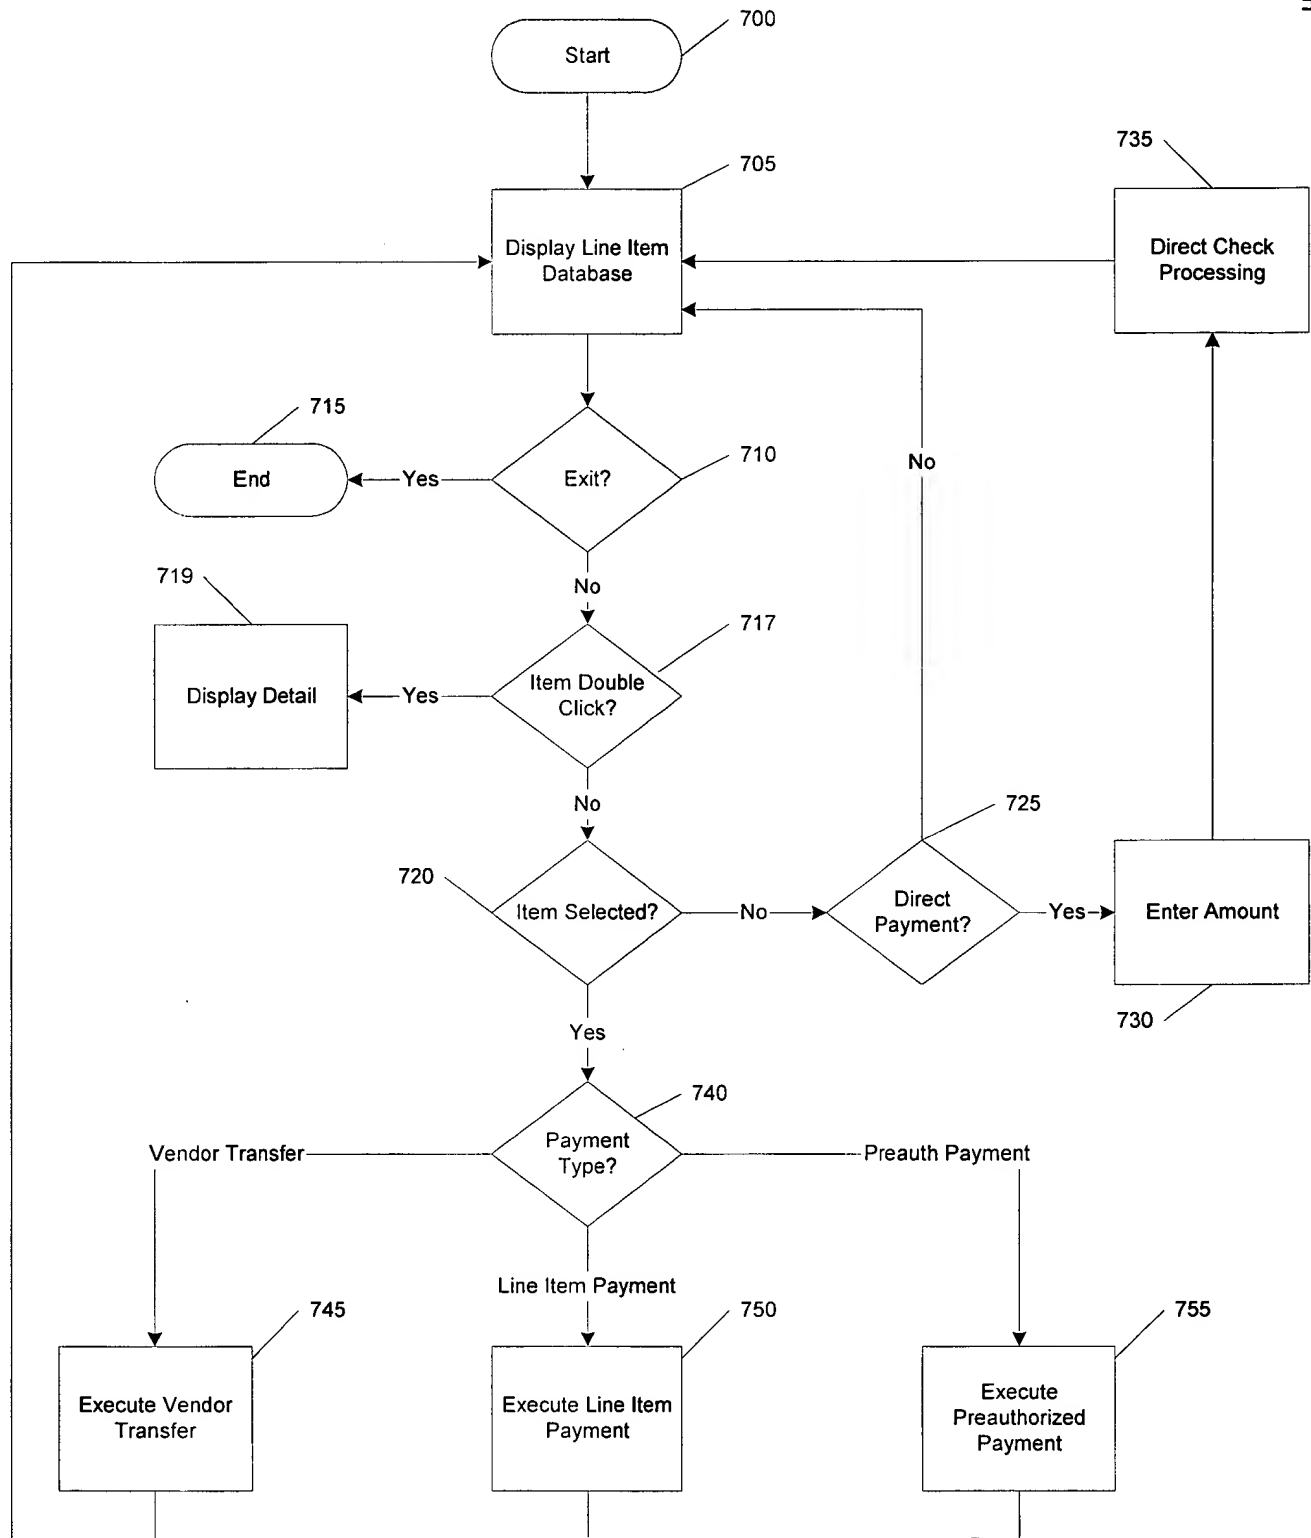 700
Start
705
735
Display Line Item
Database
Direct Check
Processing
715
End
Yes
Exit?
710
No
No
719
717
Display Detail
Yes
Item Double
Click?
No
725
720
Item Selected?
No
Direct
Payment?
Yes
Enter Amount
730
Yes
740
Vendor Transfer
Payment
Type?
Preauth Payment
Line Item Payment
745
750
755
Execute Vendor
Transfer
Execute Line Item
Payment
Execute
Preauthorized
Payment